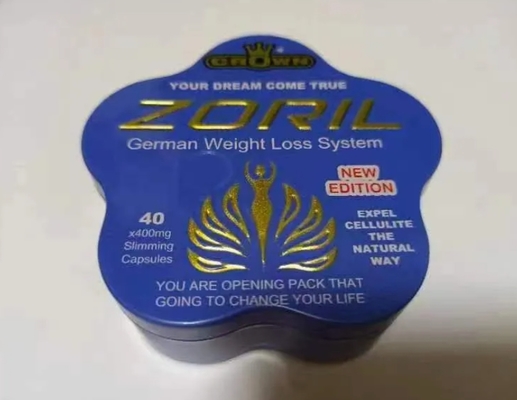 CROWN
YOUR DREAM COME TRUE
ZORIL
German Weight Loss System
NEW
EDITION
40
x400mg
Slimming
Capsules
EXPEL
CELLULITE
THE
NATURAL
WAY
YOU ARE OPENING PACK THAT
GOING TO CHANGE YOUR LIFE